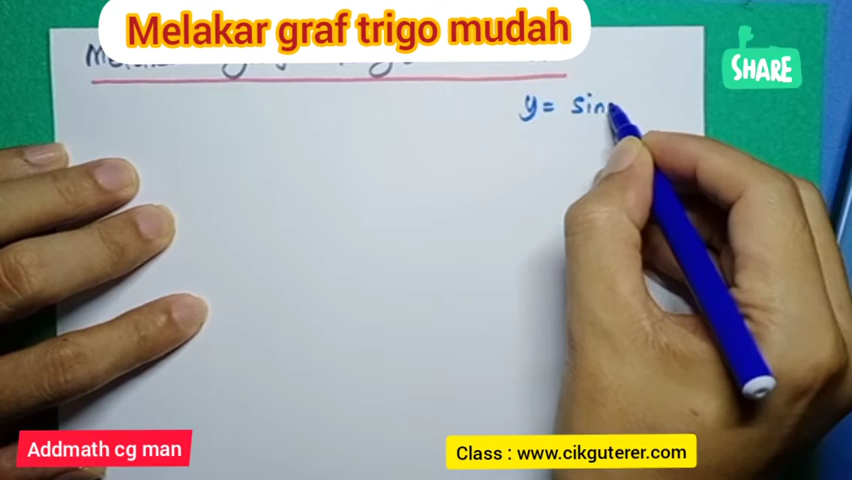 Melakar graf trigo mudah
SHARE
y = sin
Addmath cg man
Class : www.cikguterer.com